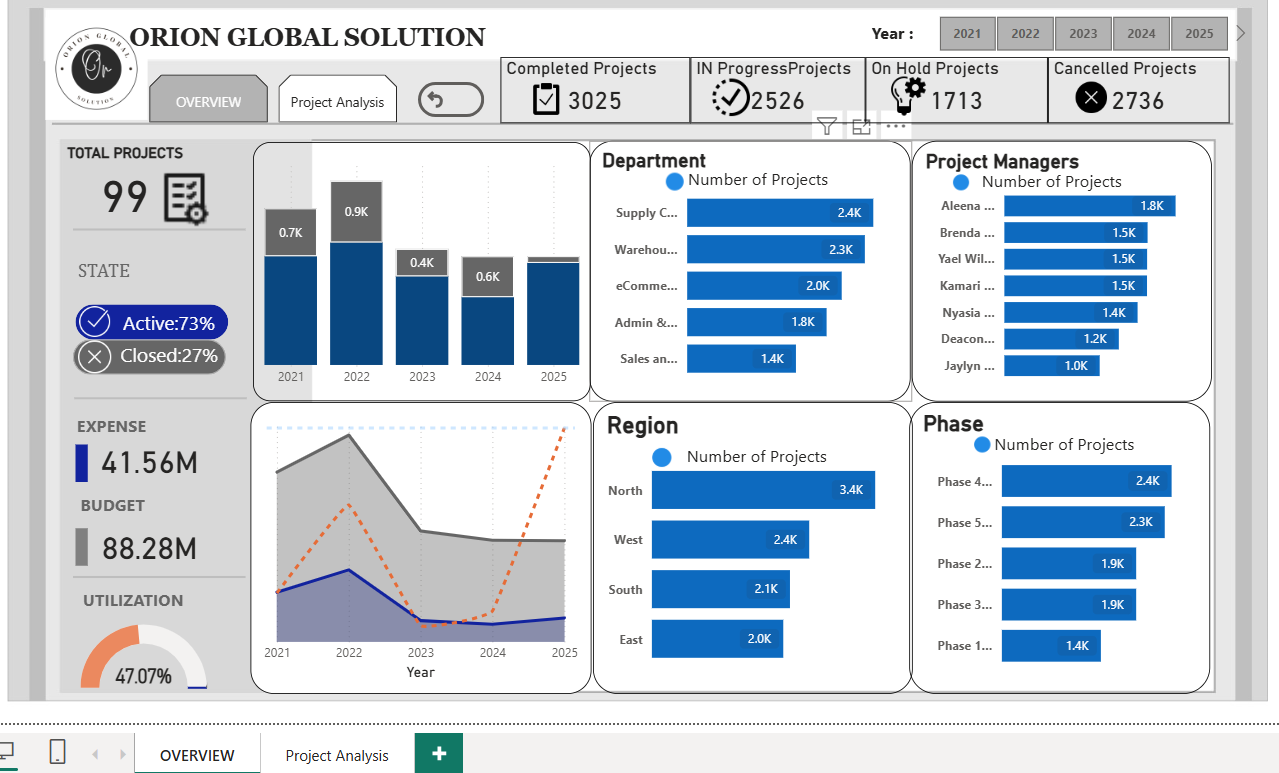 ORION GLOBAL
Or
SOLUTION
ORION GLOBAL SOLUTION
Year :
2021
2022
2023
2024
2025
OVERVIEW
Project Analysis
Completed Projects
3025
IN ProgressProjects
2526
On Hold Projects
1713
Cancelled Projects
2736
TOTAL PROJECTS
99
STATE
Active:73%
Closed:27%
EXPENSE
41.56M
BUDGET
88.28M
UTILIZATION
47.07%
0.7K
0.9K
0.4K
0.6K
2021
2022
2023
2024
2025
Department
Number of Projects
Supply C...
2.4K
Warehou...
2.3K
eComme...
2.0K
Admin &...
1.8K
Sales an...
1.4K
Project Managers
Number of Projects
Aleena ...
1.8K
Brenda ...
1.5K
Yael Wil...
1.5K
Kamari ...
1.5K
Nyasia ...
1.4K
Deacon...
1.2K
Jaylyn ...
1.0K
2021
2022
2023
2024
2025
Year
Region
Number of Projects
North
3.4K
West
2.4K
South
2.1K
East
2.0K
Phase
Number of Projects
Phase 4...
2.4K
Phase 5...
2.3K
Phase 2...
1.9K
Phase 3...
1.9K
Phase 1...
1.4K
OVERVIEW
Project Analysis